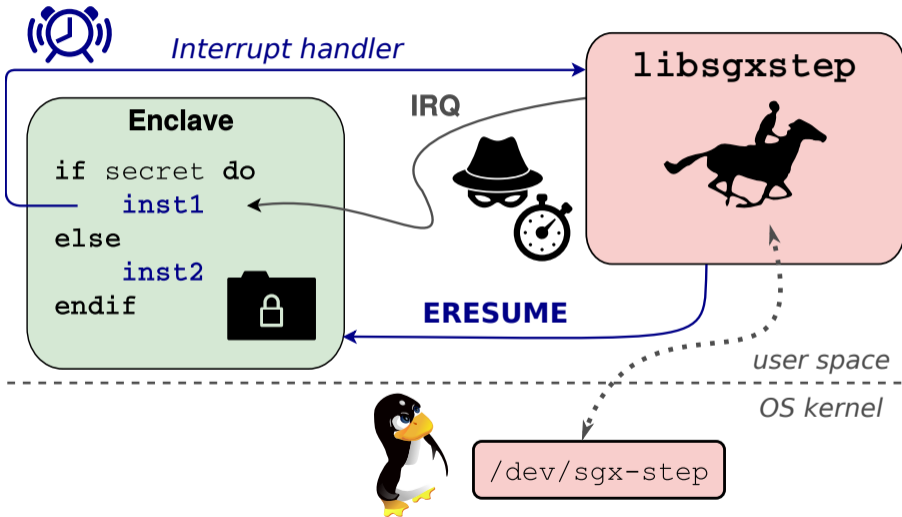 Interrupt handler
libsgxstep
IRQ
Enclave
if secret do
inst1
else
inst2
endif
ERESUME
user space
OS kernel
/dev/sgx-step